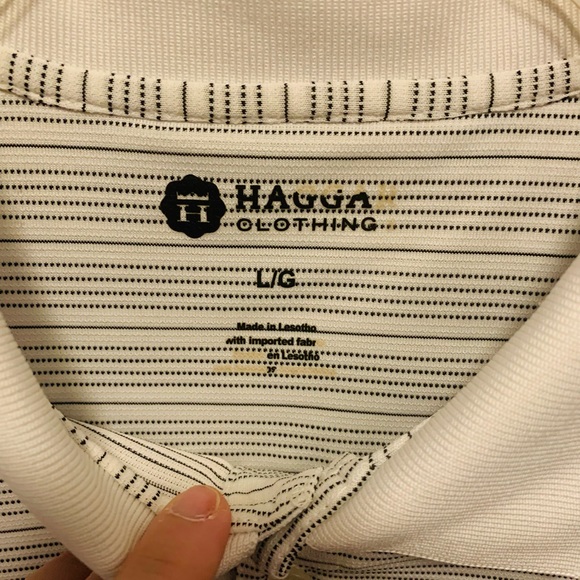 H
HAGGA
CLOTHING
L/G
Made in Lesotho
with imported fabr
en Lesotho